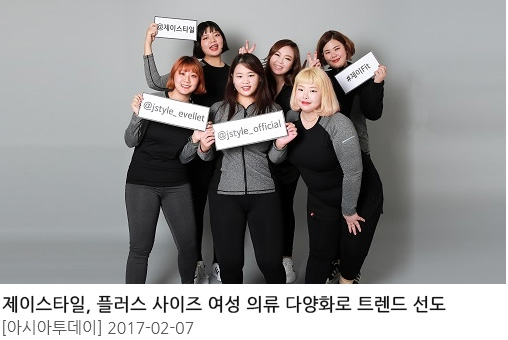 @제이스타일
#제이Fit
@jstyle_evellet
@jstyle_official
제이스타일, 플러스 사이즈 여성 의류 다양화로 트렌드 선도
[아시아투데이] 2017-02-07